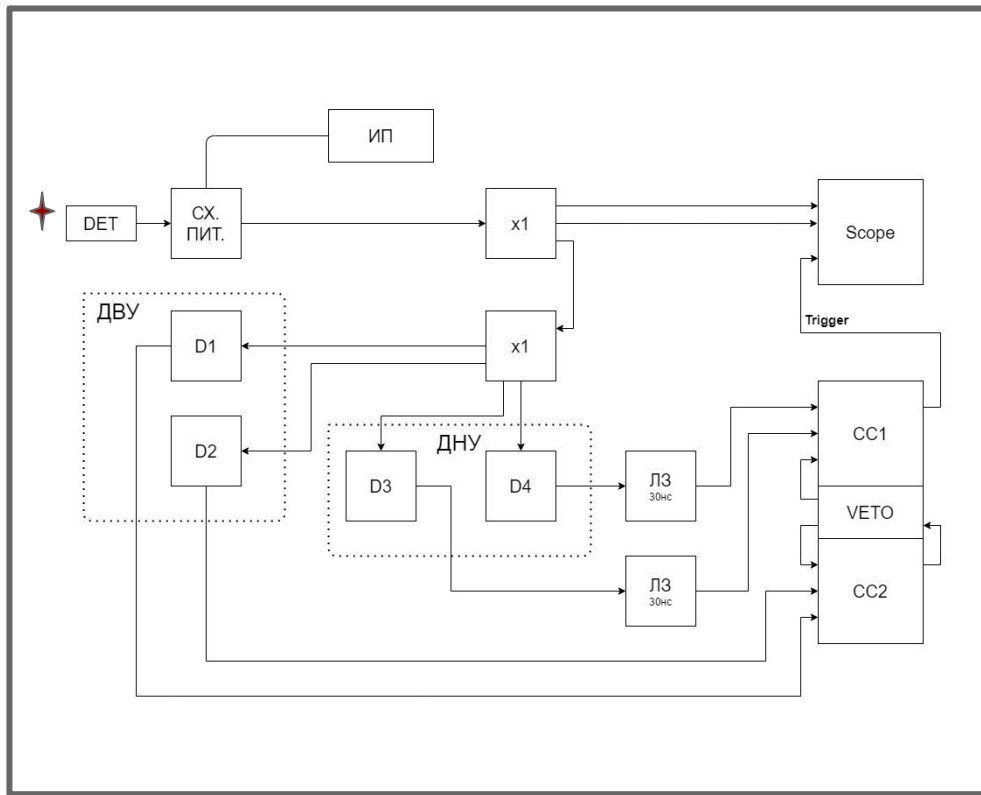 ИП
DET
СХ.
ПИТ.
x1
Scope
Trigger
ДВУ
D1
x1
D2
ДНУ
D3
D4
ЛЗ
30нс
ЛЗ
30нс
CC1
VETO
CC2